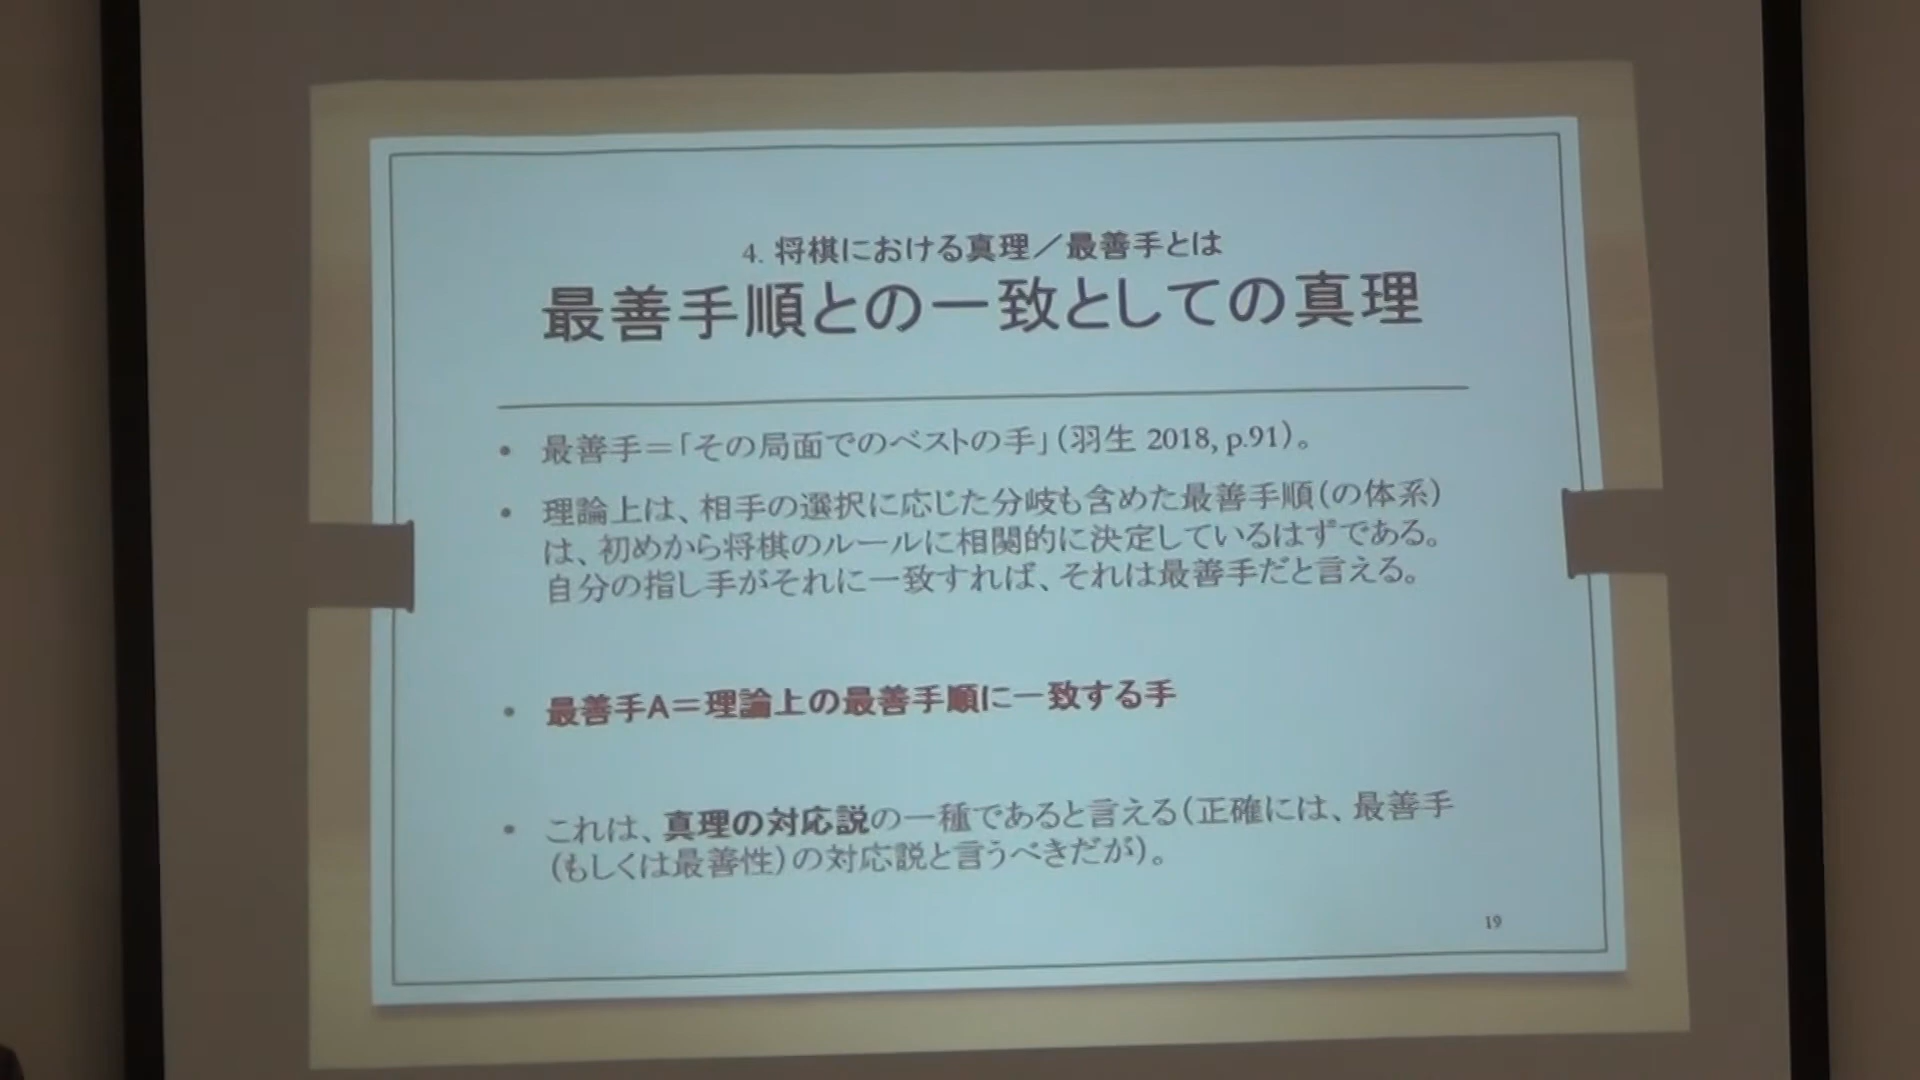 4. 将棋における真理／最善手とは
最善手順との一致としての真理
• 最善手＝「その局面でのベストの手」（羽生 2018, p.91）。
• 理論上は、相手の選択に応じた分岐も含めた最善手順（の体系）
は、初めから将棋のルールに相関的に決定しているはずである。
自分の指し手がそれに一致すれば、それは最善手だと言える。
• 最善手A＝理論上の最善手順に一致する手
• これは、真理の対応説の一種であると言える（正確には、最善手
（もしくは最善性）の対応説と言うべきだが）。
19